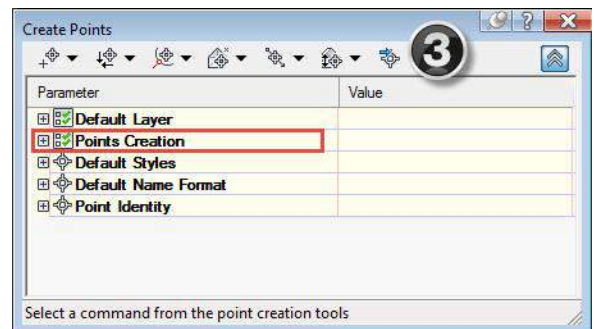 Create Points
3
Parameter Value
Default Layer
Points Creation
Default Styles
Default Name Format
Point Identity
Select a command from the point creation tools